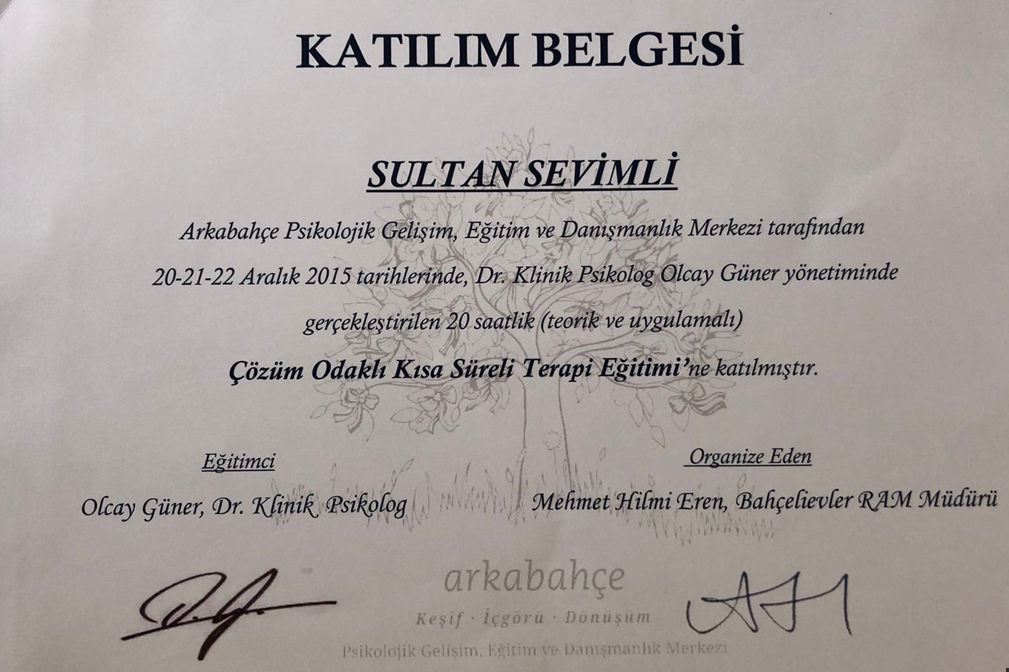 KATILIM BELGESİ
SULTAN SEVİMLİ
Arkabahçe Psikolojik Gelişim, Eğitim ve Danışmanlık Merkezi tarafından
20-21-22 Aralık 2015 tarihlerinde, Dr. Klinik Psikolog Olcay Güner yönetiminde
gerçekleştirilen 20 saatlik (teorik ve uygulamalı)
Çözüm Odaklı Kısa Süreli Terapi Eğitimi'ne katılmıştır.
Eğitimci
Olcay Güner, Dr. Klinik Psikolog
Organize Eden
Mehmet Hilmi Eren, Bahçelievler RAM Müdürü
arkabahçe
Keşif · İçgörü · Dönüşüm
Psikolojik Gelişim, Eğitim ve Danışmanlık Merkezi